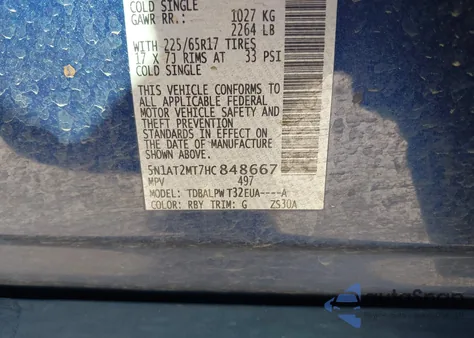 COLD SINGLE
GAWR RR.: 1027 KG
2264 LB
WITH 225/65R17 TIRES
17 X 7J RIMS AT 33 PSI
COLD SINGLE
THIS VEHICLE CONFORMS TO
ALL APPLICABLE FEDERAL
MOTOR VEHICLE SAFETY AND
AND THEFT PREVENTION
STANDARDS IN EFFECT ON
THE DATE OF MANUFACTURE
SHOWN ABOVE.
5N1AT2MT7HC848667
MPV 497
MODEL: TDBALPWT32EUA----A
COLOR: RBY TRIM: G ZS30A